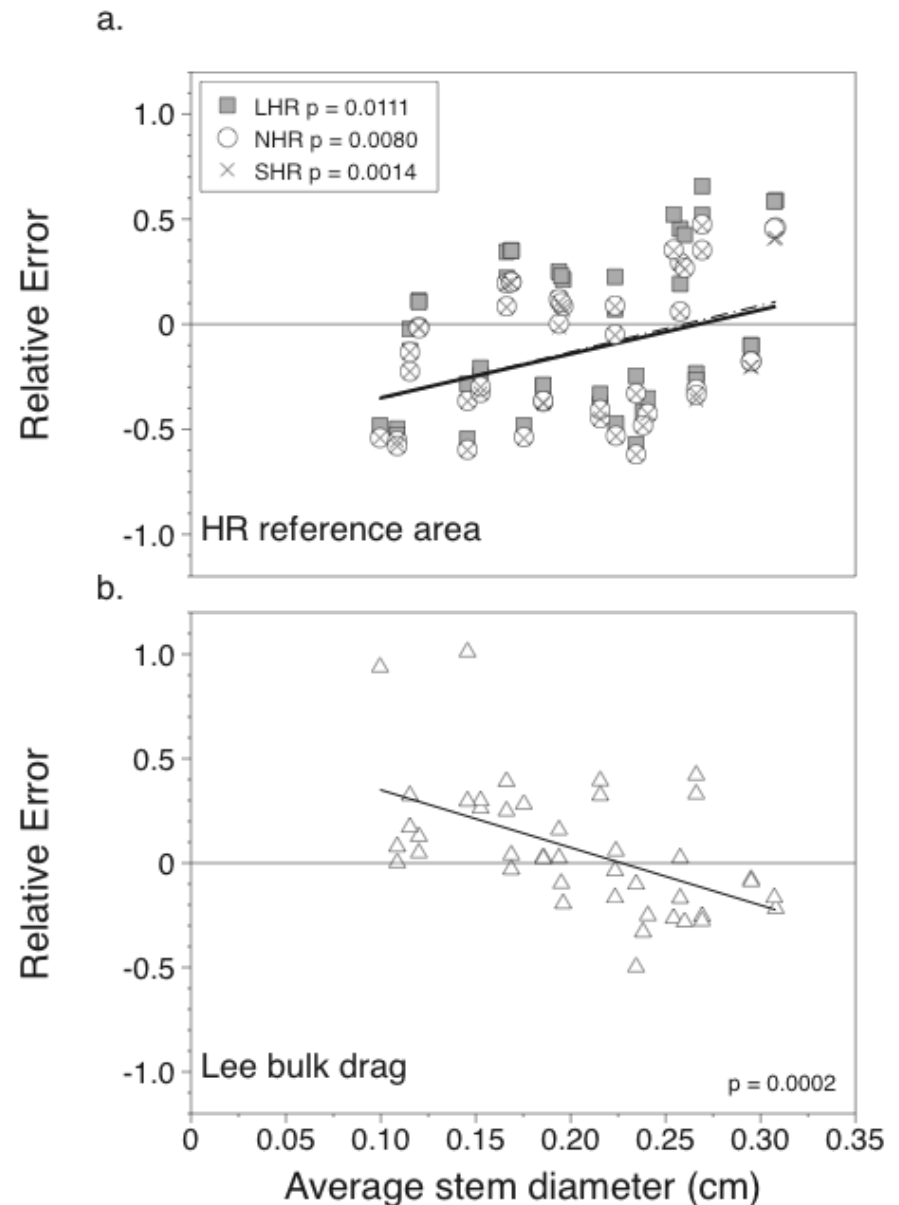 a.
1.0
0.5
0
-0.5
-1.0
Relative Error
LHR p = 0.0111
NHR p = 0.0080
SHR p = 0.0014
HR reference area
b.
1.0
0.5
0
-0.5
-1.0
Relative Error
Lee bulk drag
p = 0.0002
0 0.05 0.10 0.15 0.20 0.25 0.30 0.35
Average stem diameter (cm)